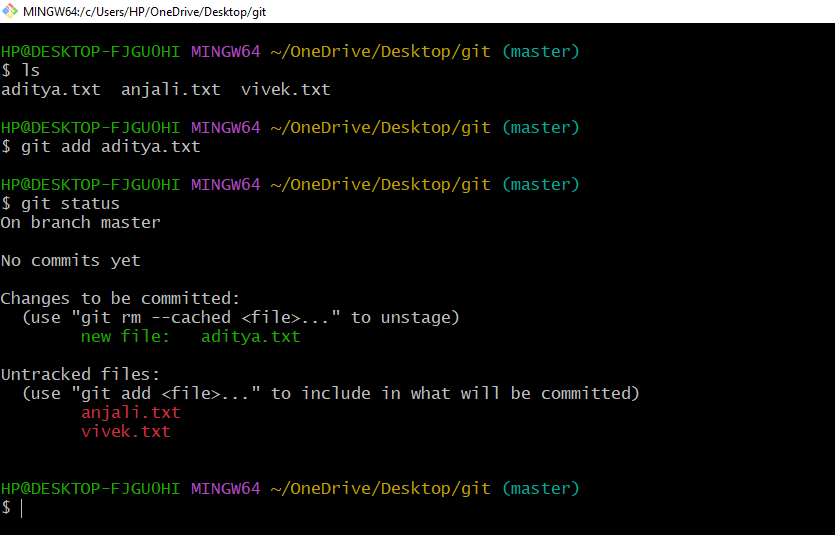 MINGW64:/c/Users/HP/OneDrive/Desktop/git
HP@DESKTOP-FJGU0HI MINGW64 ~/OneDrive/Desktop/git (master)
$ ls
aditya.txt  anjali.txt  vivek.txt
HP@DESKTOP-FJGU0HI MINGW64 ~/OneDrive/Desktop/git (master)
$ git add aditya.txt
HP@DESKTOP-FJGU0HI MINGW64 ~/OneDrive/Desktop/git (master)
$ git status
On branch master
No commits yet
Changes to be committed:
  (use "git rm --cached <file>..." to unstage)
        new file:   aditya.txt
Untracked files:
  (use "git add <file>..." to include in what will be committed)
        anjali.txt
        vivek.txt
HP@DESKTOP-FJGU0HI MINGW64 ~/OneDrive/Desktop/git (master)
$